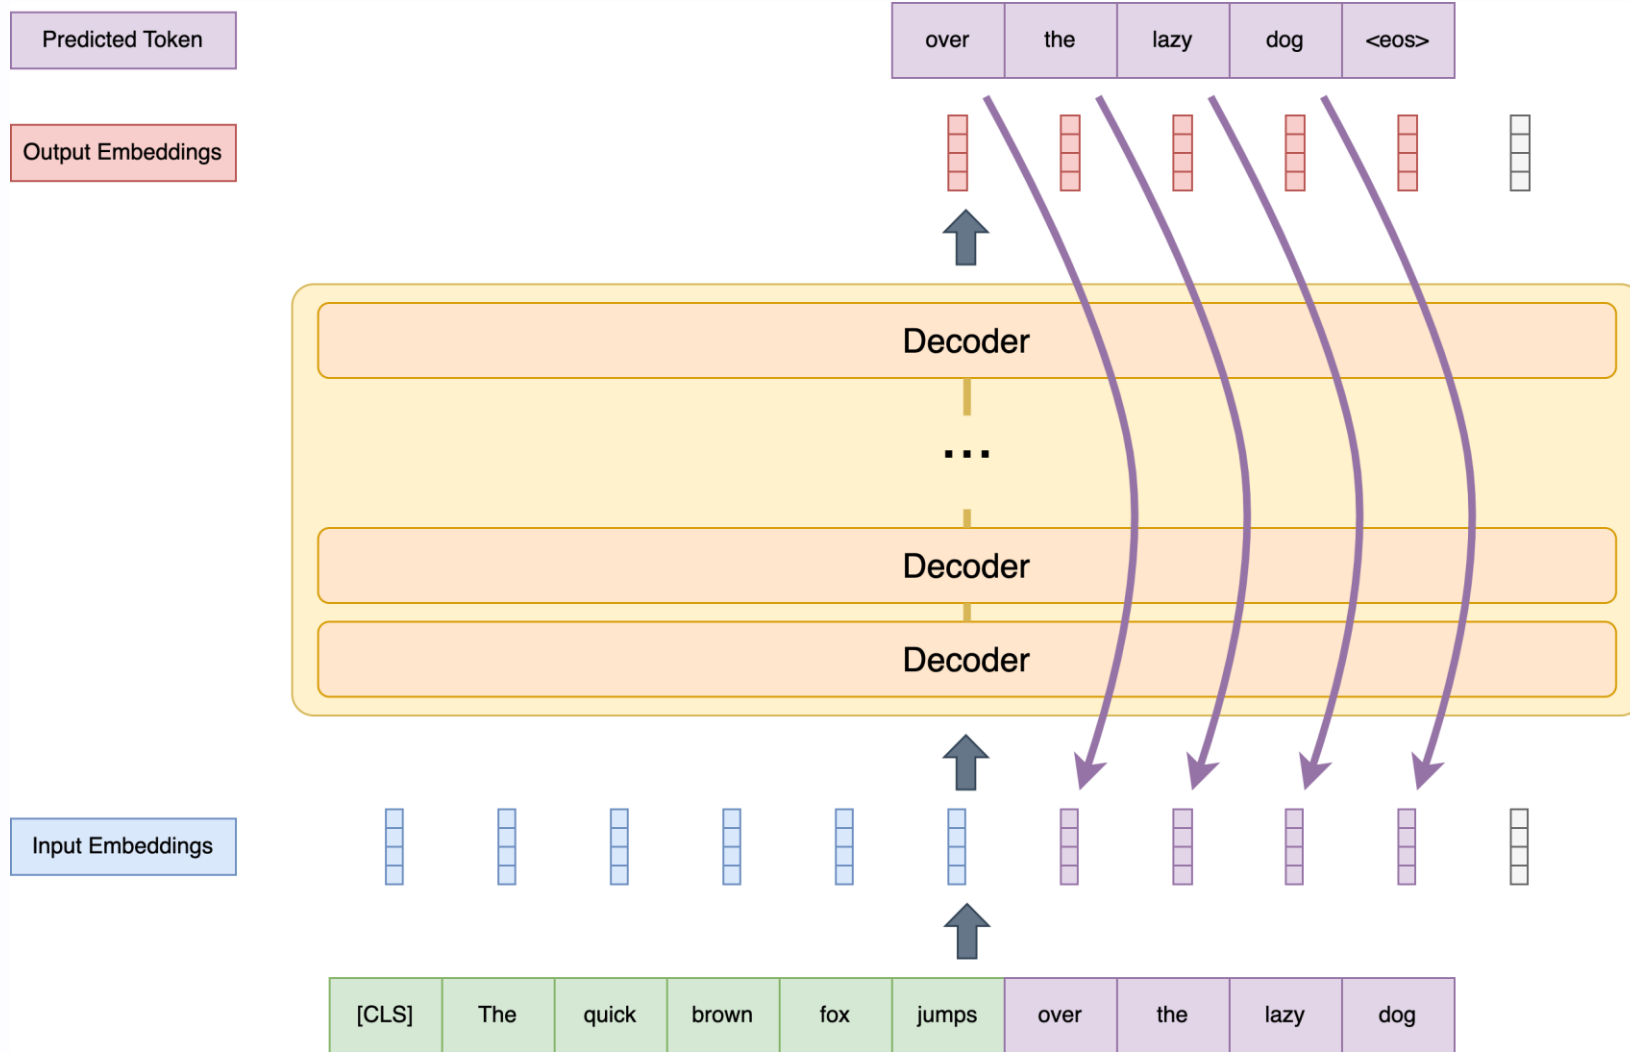 Predicted Token
over the lazy dog <eos>
Output Embeddings
Decoder
...
Decoder
Decoder
Input Embeddings
[CLS] The quick brown fox jumps over the lazy dog